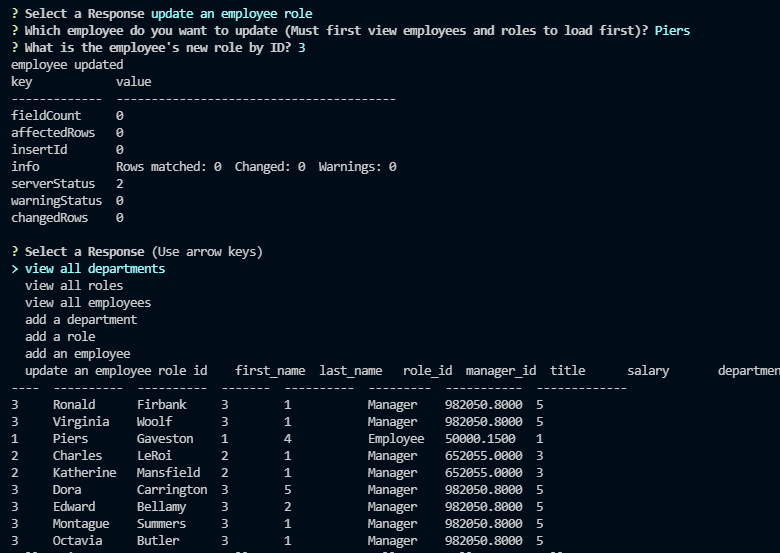 ? Select a Response update an employee role
? Which employee do you want to update (Must first view employees and roles to load first)? Piers
? What is the employee's new role by ID? 3
employee updated
key            value
-------------  ----------------------------------------
fieldCount     0
affectedRows   0
insertId       0
info           Rows matched: 0  Changed: 0  Warnings: 0
serverStatus   2
warningStatus  0
changedRows    0
? Select a Response (Use arrow keys)
> view all departments
  view all roles
  view all employees
  add a department
  add a role
  add an employee
  update an employee role id    first_name  last_name   role_id  manager_id  title      salary       departmen
----  ----------  ----------  -------  ----------  ---------  -----------  -------------
3     Ronald      Firbank     3        1           Manager    982050.8000  5
3     Virginia    Woolf       3        1           Manager    982050.8000  5
1     Piers       Gaveston    1        4           Employee   50000.1500   1
2     Charles     LeRoi       2        1           Manager    652055.0000  3
2     Katherine   Mansfield   2        1           Manager    652055.0000  3
3     Dora        Carrington  3        5           Manager    982050.8000  5
3     Edward      Bellamy     3        2           Manager    982050.8000  5
3     Montague    Summers     3        1           Manager    982050.8000  5
3     Octavia     Butler      3        1           Manager    982050.8000  5